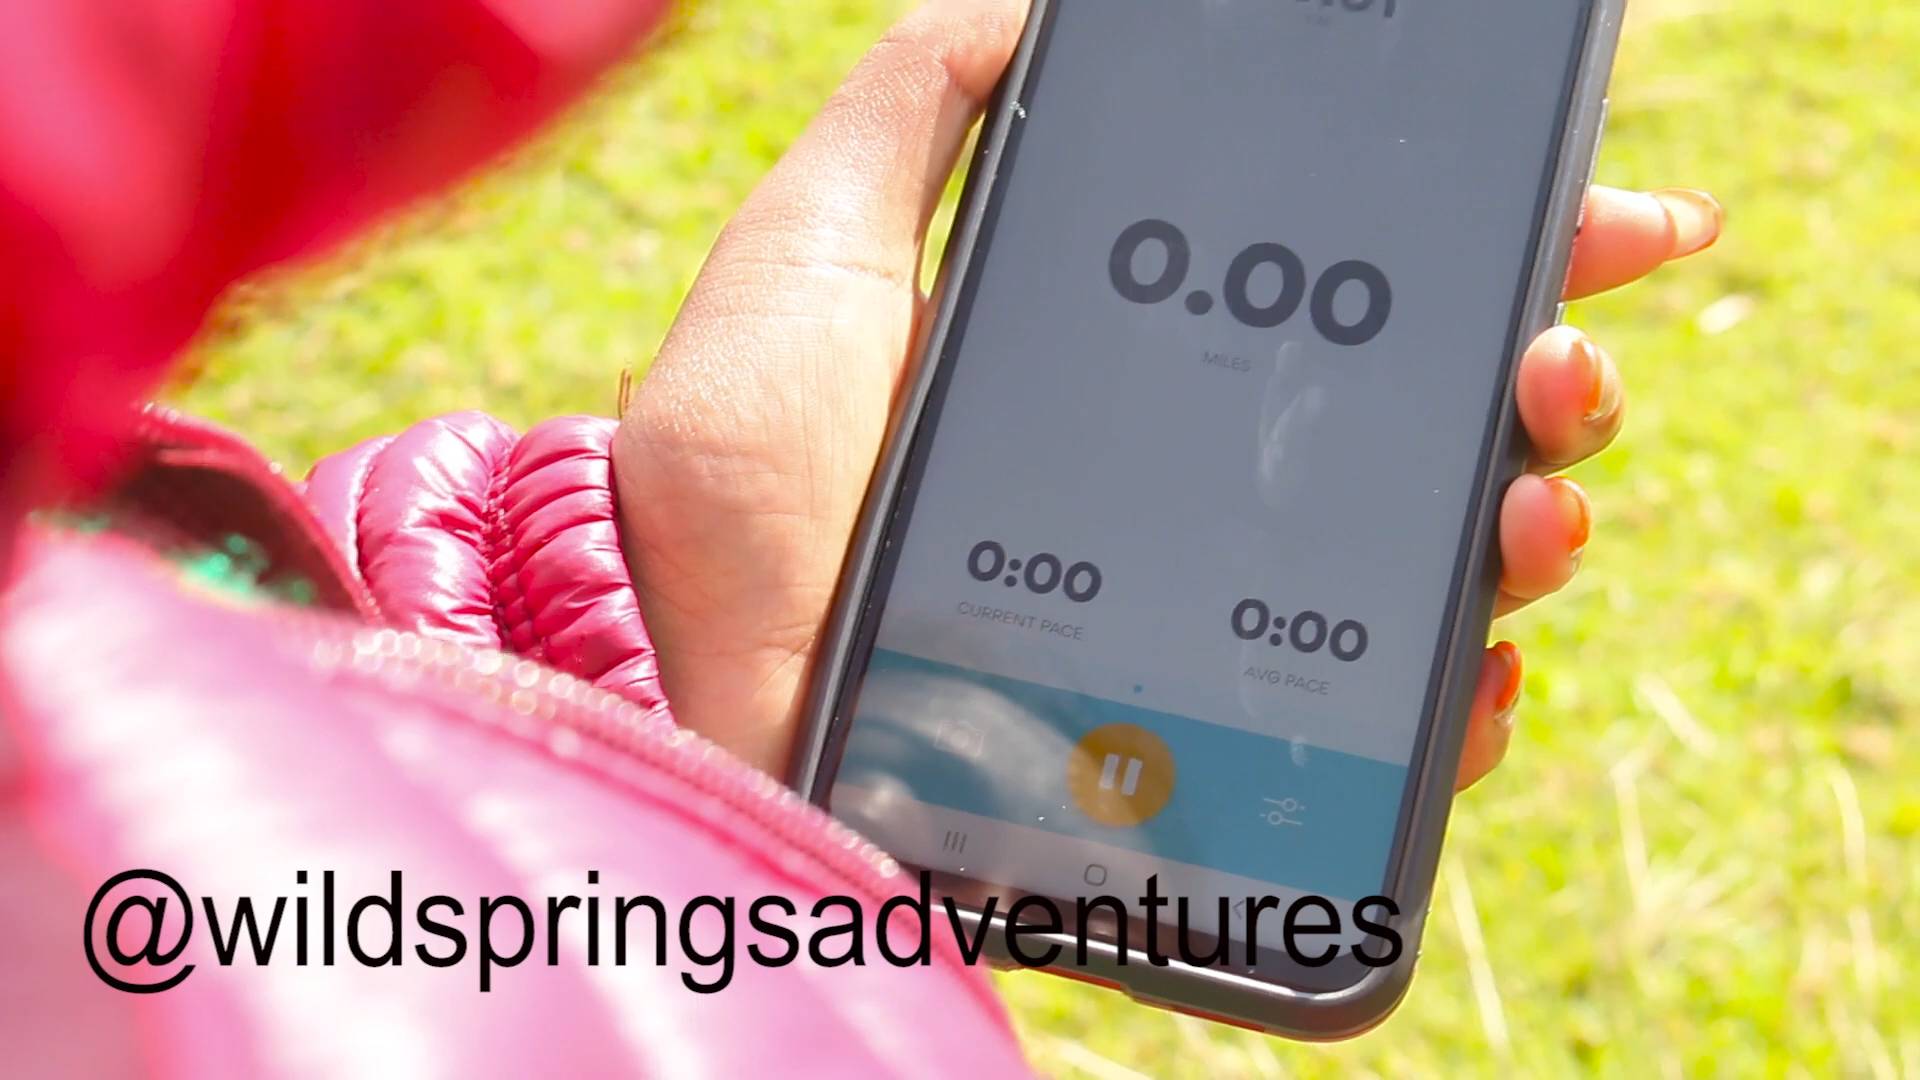 0.00
MILES
0:00
CURRENT PACE
0:00
AVG PACE
@wildspringsadventures